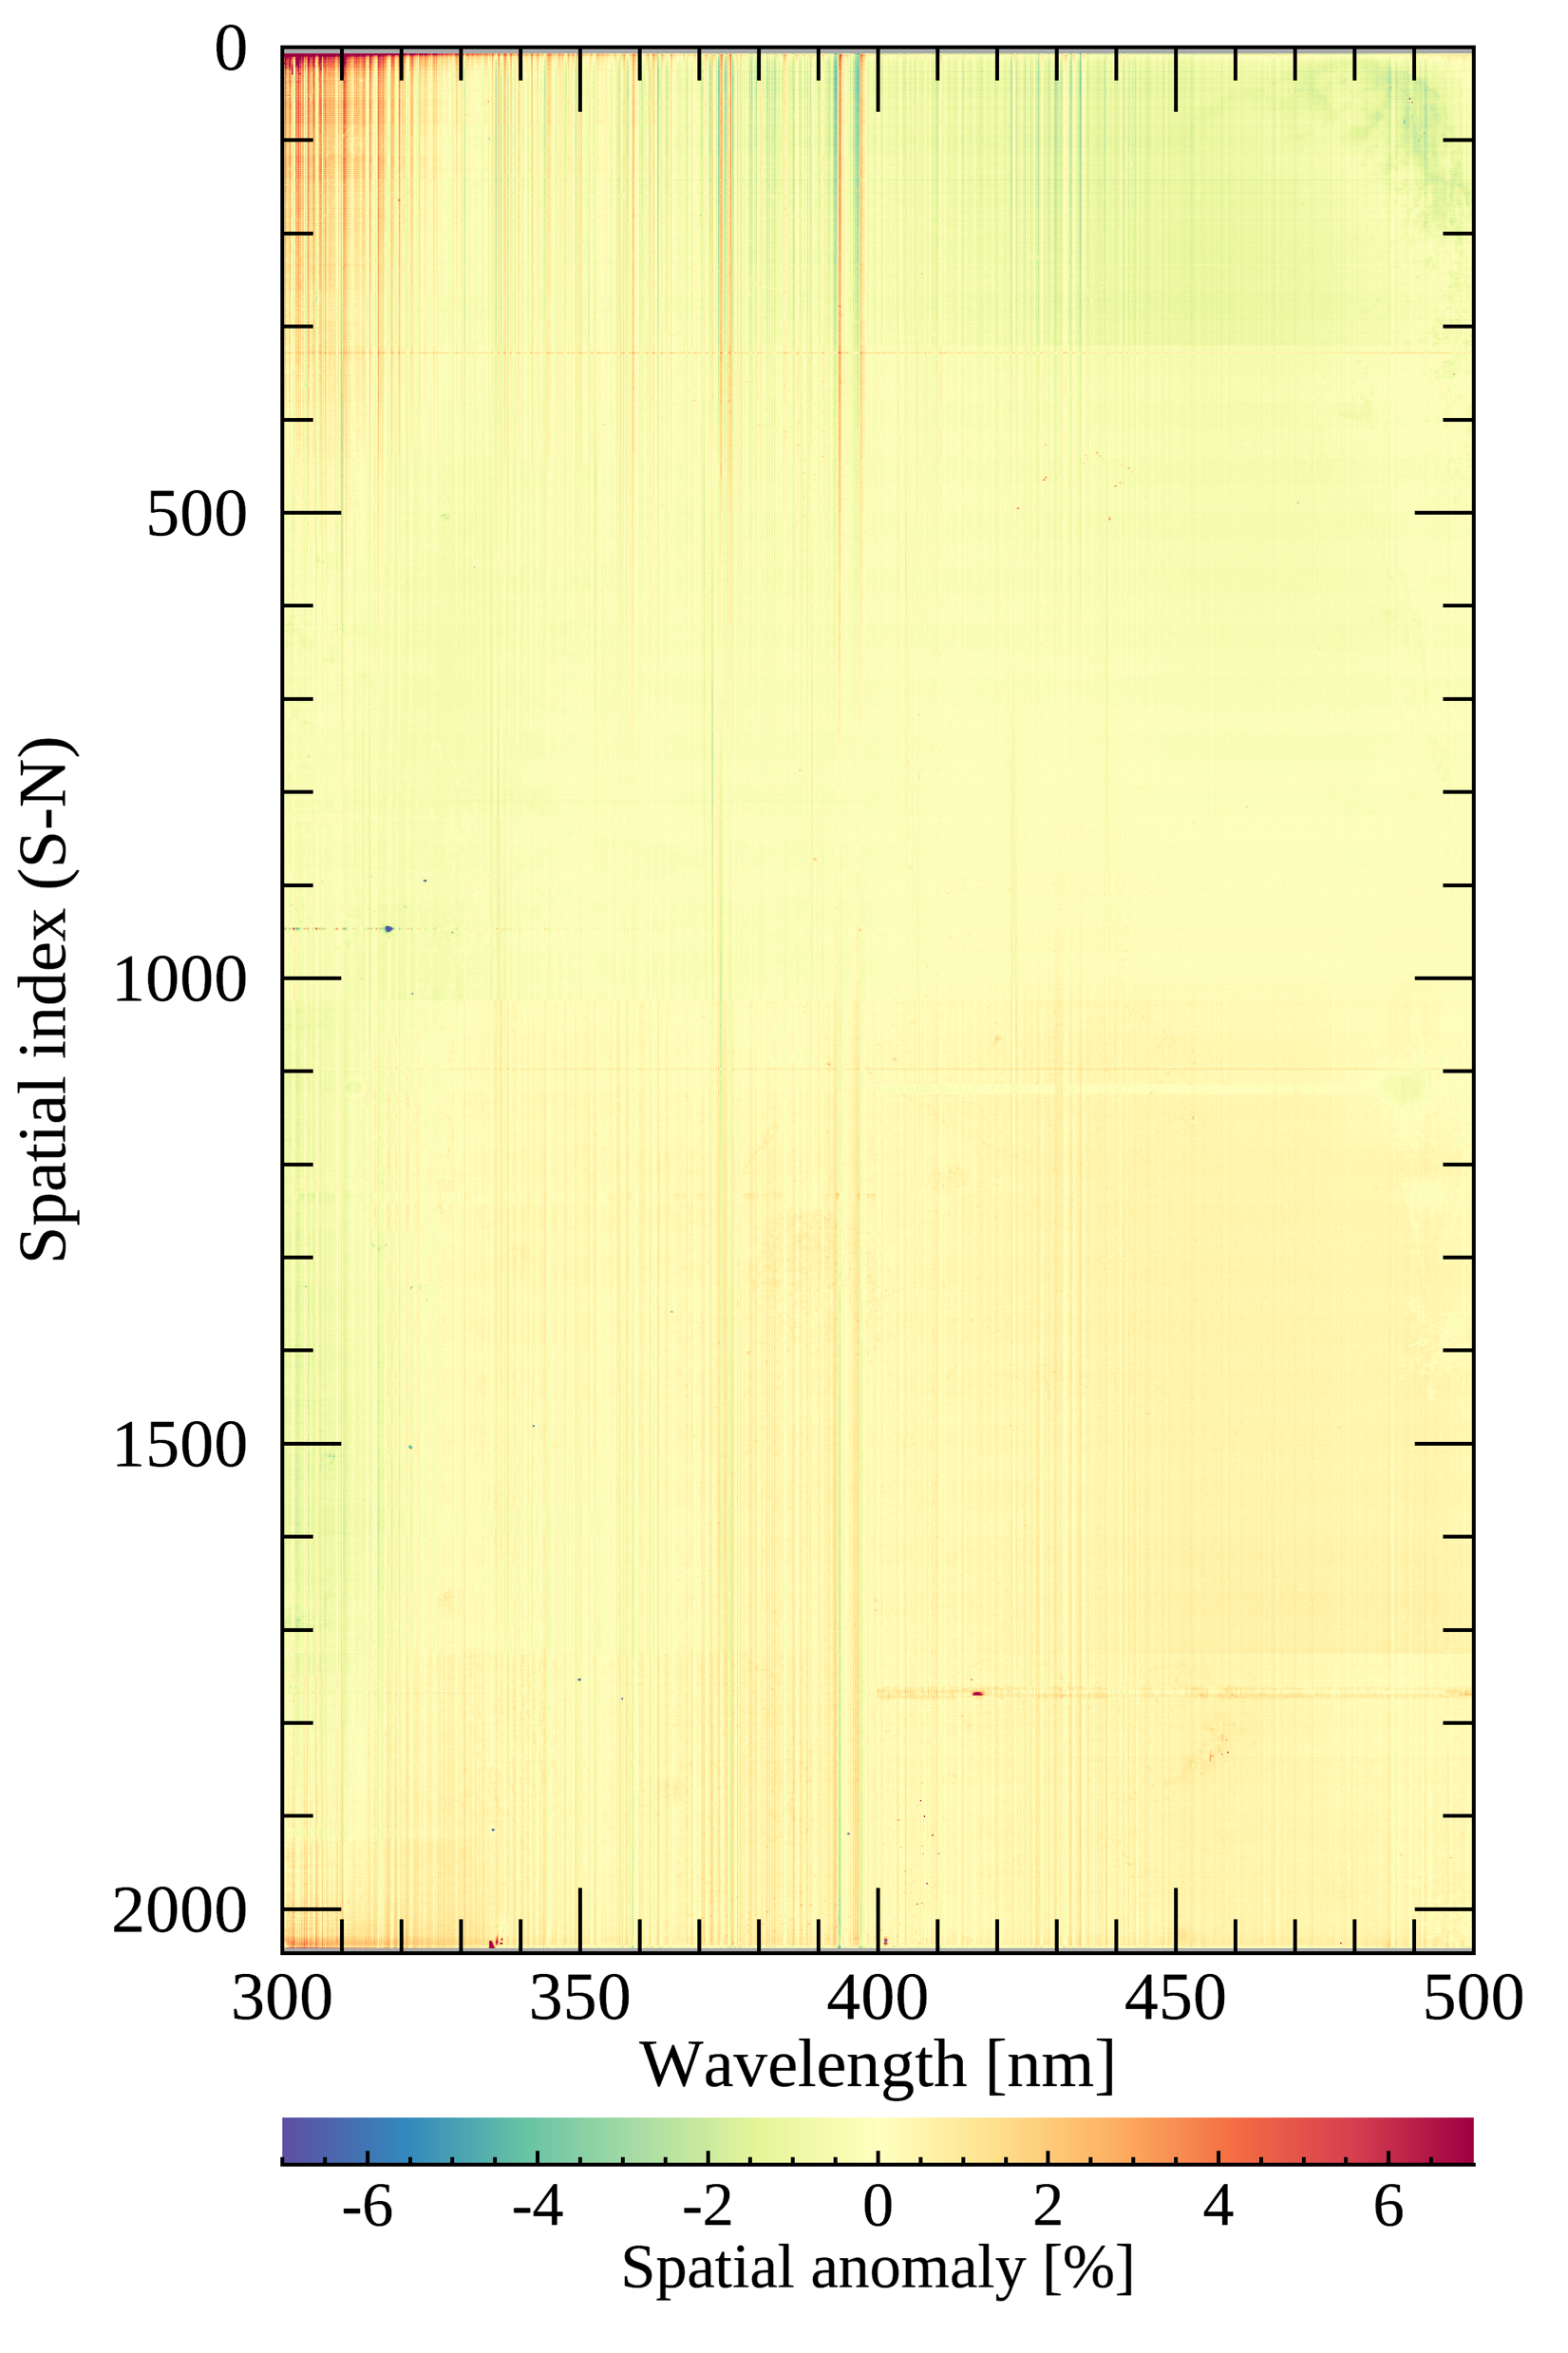 0
500
1000
1500
2000
Spatial index (S-N)
300 350 400 450 500
Wavelength [nm]
-6 -4 -2 0 2 4 6
Spatial anomaly [%]